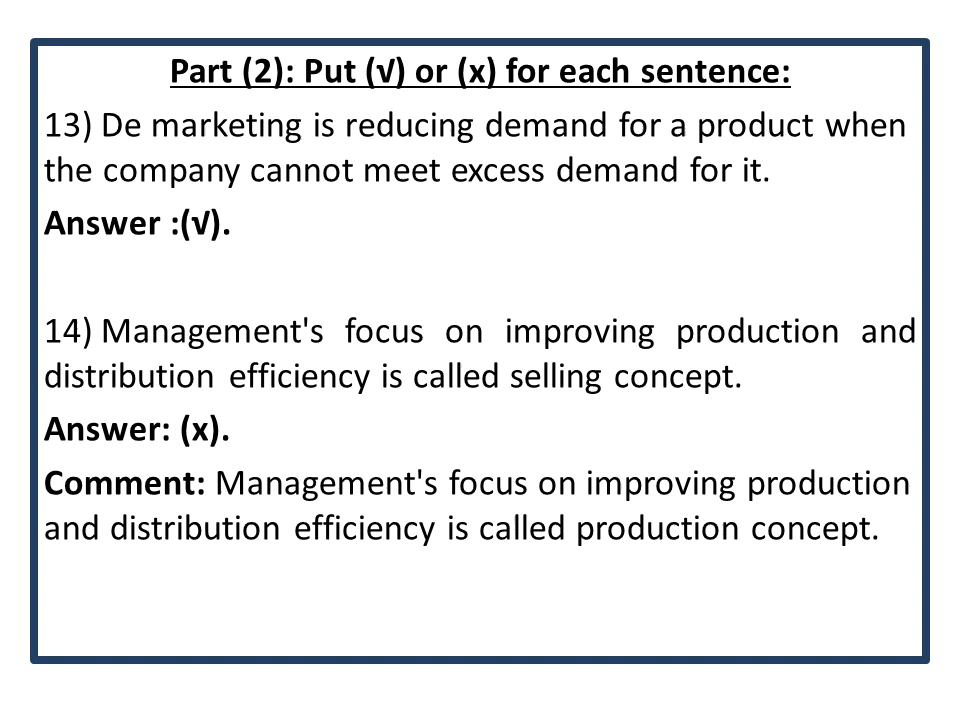 Part (2): Put (√) or (x) for each sentence:
13) De marketing is reducing demand for a product when
the company cannot meet excess demand for it.
Answer :(√).
14) Management's focus on improving production and
distribution efficiency is called selling concept.
Answer: (x).
Comment: Management's focus on improving production
and distribution efficiency is called production concept.